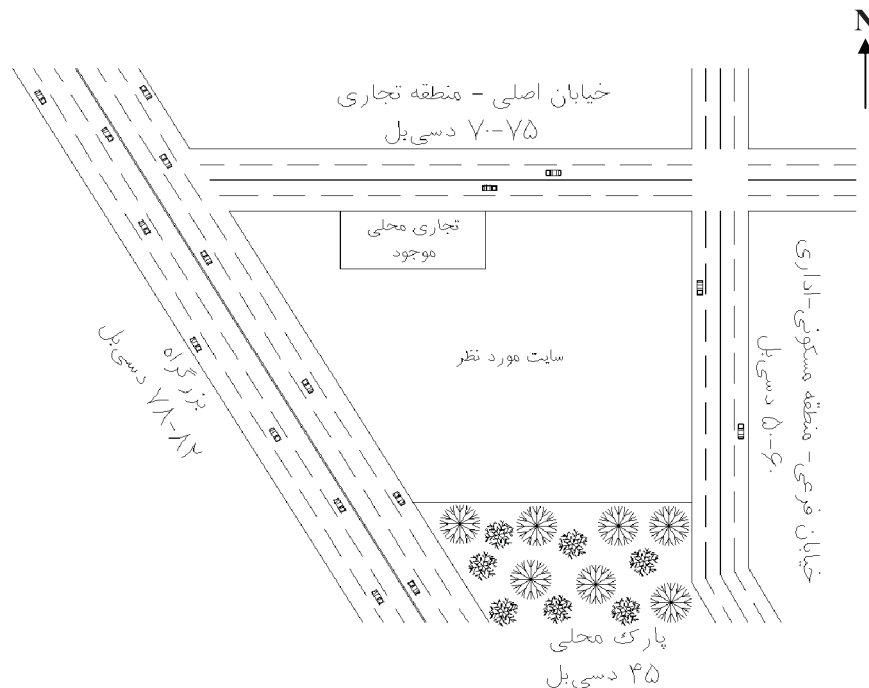 N
خیابان اصلی - منطقه تجاری
۷۰-۷۵ دسی‌بل
تجاری محلی
موجود
سایت مورد نظر
بزرگراه
۷۸-۸۲ دسی‌بل
خیابان فرعی - منطقه مسکونی-اداری
۵۰-۶۰ دسی‌بل
پارک محلی
۴۵ دسی‌بل